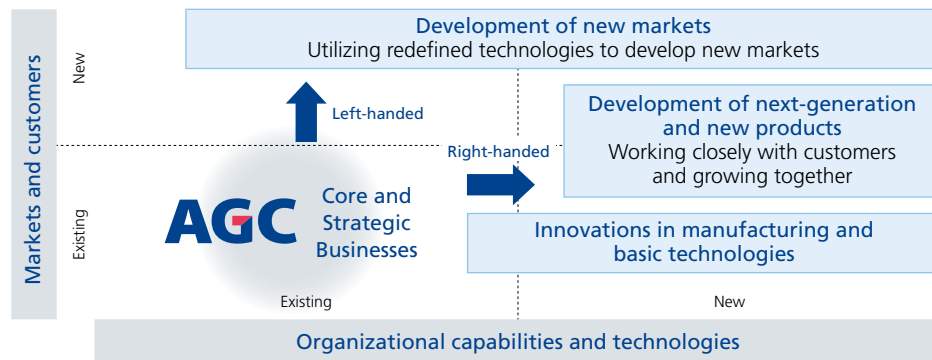 Development of new markets
Utilizing redefined technologies to develop new markets
Markets and customers
New
Left-handed
Development of next-generation
and new products
Working closely with customers
and growing together
Right-handed
Existing
AGC
Core and
Strategic
Businesses
Innovations in manufacturing and
basic technologies
Existing
New
Organizational capabilities and technologies